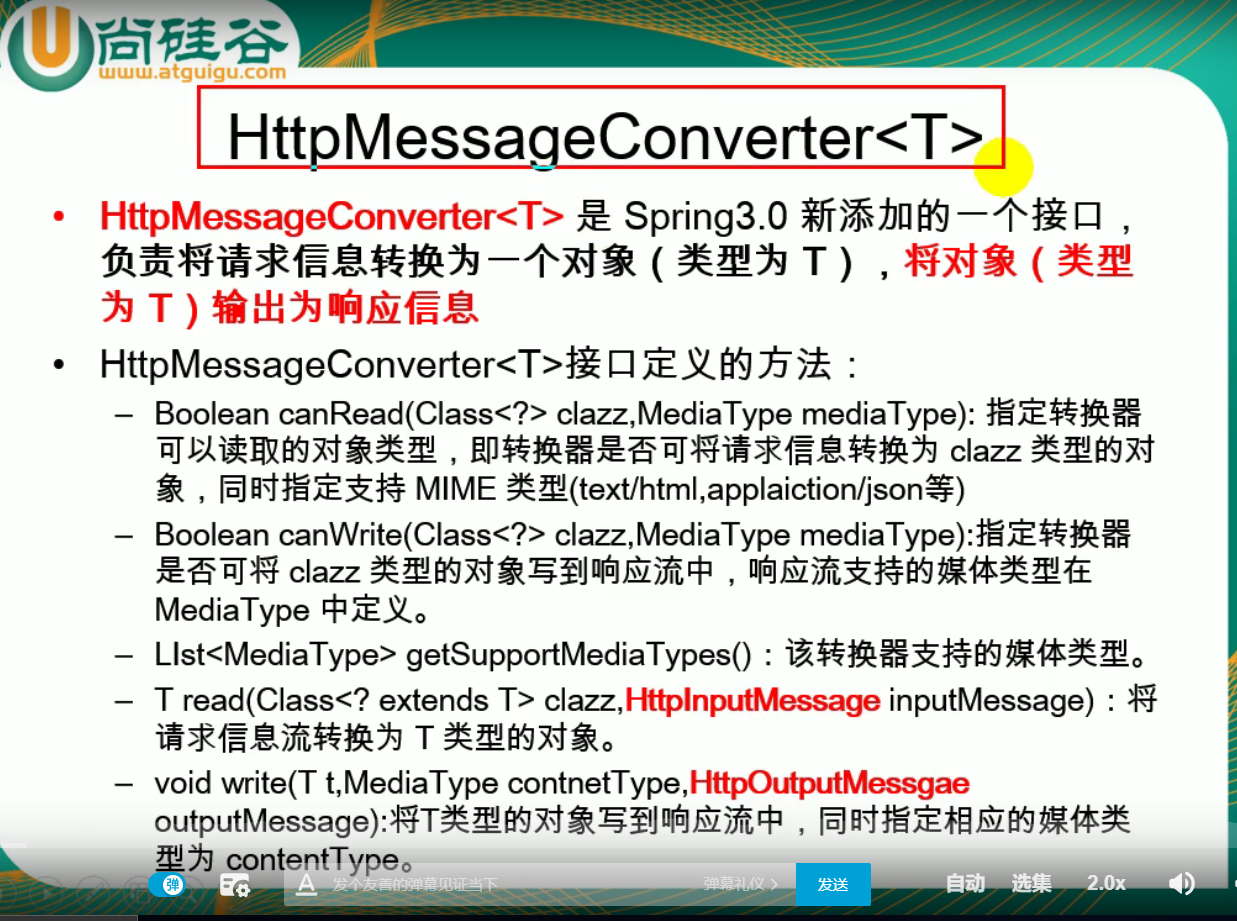 尚硅谷
www.atguigu.com
HttpMessageConverter<T>
• HttpMessageConverter<T> 是 Spring3.0 新添加的一个接口，
负责将请求信息转换为一个对象（类型为 T），将对象（类型
为 T）输出为响应信息
• HttpMessageConverter<T>接口定义的方法：
– Boolean canRead(Class<?> clazz,MediaType mediaType): 指定转换器
可以读取的对象类型，即转换器是否可将请求信息转换为 clazz 类型的对
象，同时指定支持 MIME 类型(text/html,applaiction/json等)
– Boolean canWrite(Class<?> clazz,MediaType mediaType):指定转换器
是否可将 clazz 类型的对象写到响应流中，响应流支持的媒体类型在
MediaType 中定义。
– LIst<MediaType> getSupportMediaTypes()：该转换器支持的媒体类型。
– T read(Class<? extends T> clazz,HttpInputMessage inputMessage)：将
请求信息流转换为 T 类型的对象。
– void write(T t,MediaType contnetType,HttpOutputMessgae
outputMessage):将T类型的对象写到响应流中，同时指定相应的媒体类
型为 contentType。
弹 A 发个友善的弹幕见证当下 弹幕礼仪 > 发送 自动 选集 2.0x